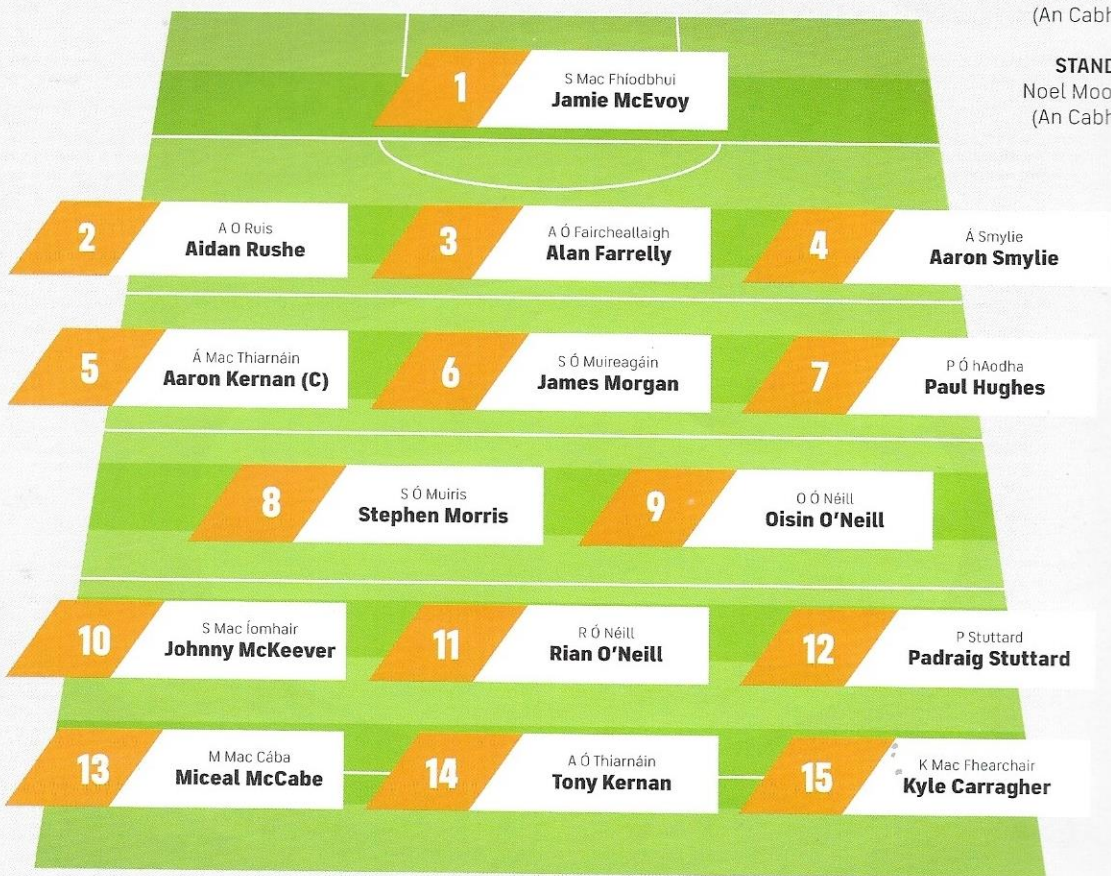 (An Cabh
STAND
Noel Moo
(An Cabh
1
S Mac Fhíodbhui
Jamie McEvoy
2
A O Ruis
Aidan Rushe
3
A Ó Faircheallaigh
Alan Farrelly
4
Á Smylie
Aaron Smylie
5
Á Mac Thiarnáin
Aaron Kernan (C)
6
S Ó Muireagáin
James Morgan
7
P Ó hAodha
Paul Hughes
8
S Ó Muiris
Stephen Morris
9
O Ó Néill
Oisin O'Neill
10
S Mac Íomhair
Johnny McKeever
11
R Ó Néill
Rian O'Neill
12
P Stuttard
Padraig Stuttard
13
M Mac Cába
Miceal McCabe
14
A Ó Thiarnáin
Tony Kernan
15
K Mac Fhearchair
Kyle Carragher